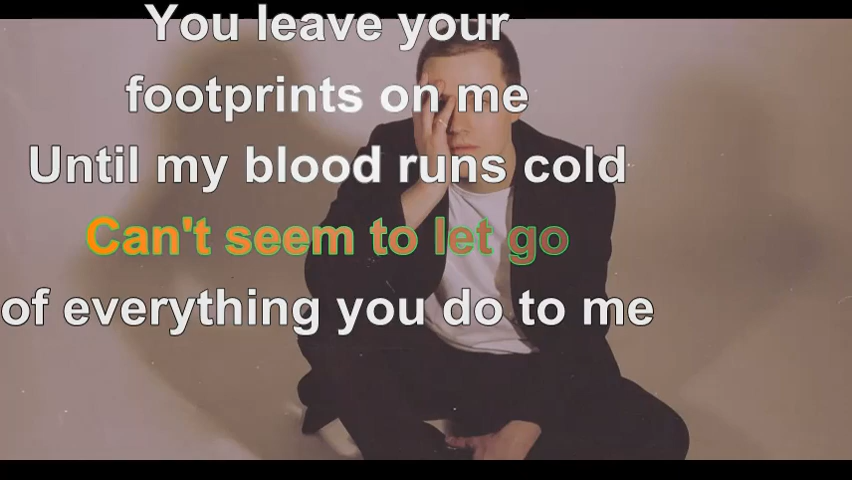 You leave your
footprints on me
Until my blood runs cold
Can't seem to let go
of everything you do to me